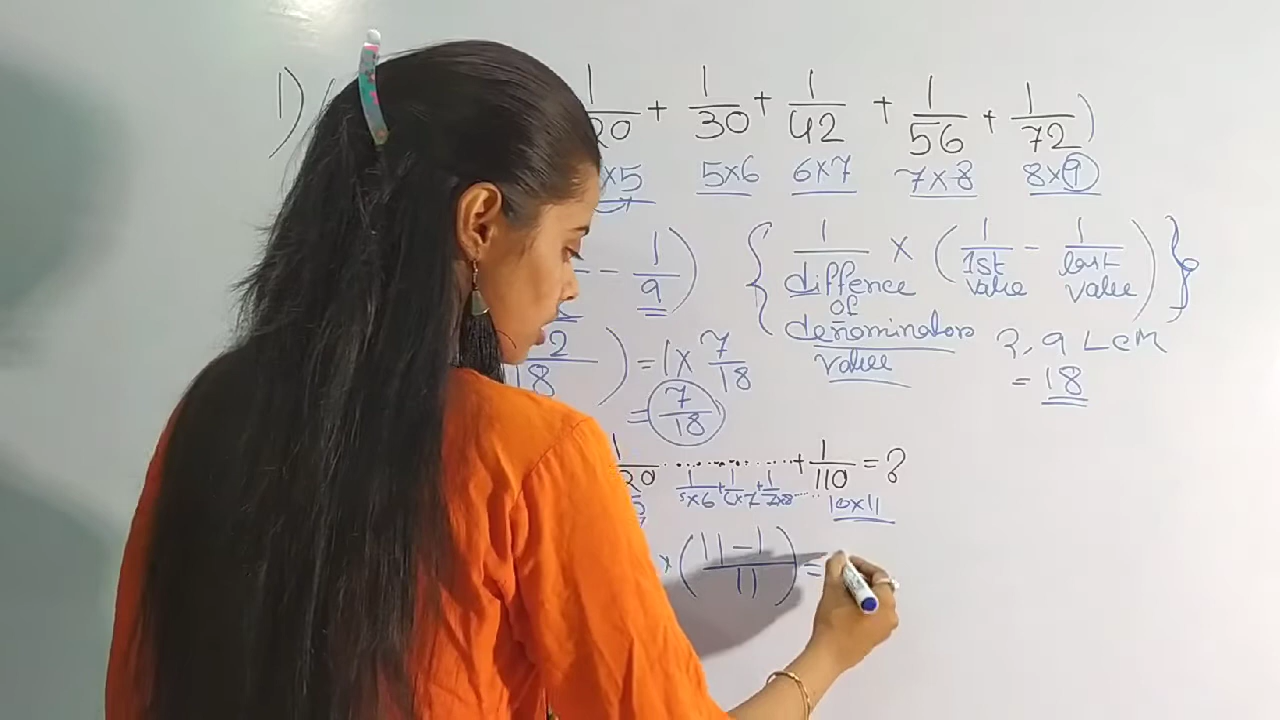 1) ( 1/20 + 1/30 + 1/42 + 1/56 + 1/72 )
×5 5×6 6×7 7×8 8×9
- - 1/9 ) { 1/diffence of denominators value × ( 1/1st value - 1/last value ) }
2/18 ) = 1 × 7/18
2, 9 LCM
= 18
= 7/18
1/20 ........ + 1/110 = ?
1/5×6 + 1/6×7 + 1/7×8 ..... 10×11
× ( 11 - 1/11 ) =